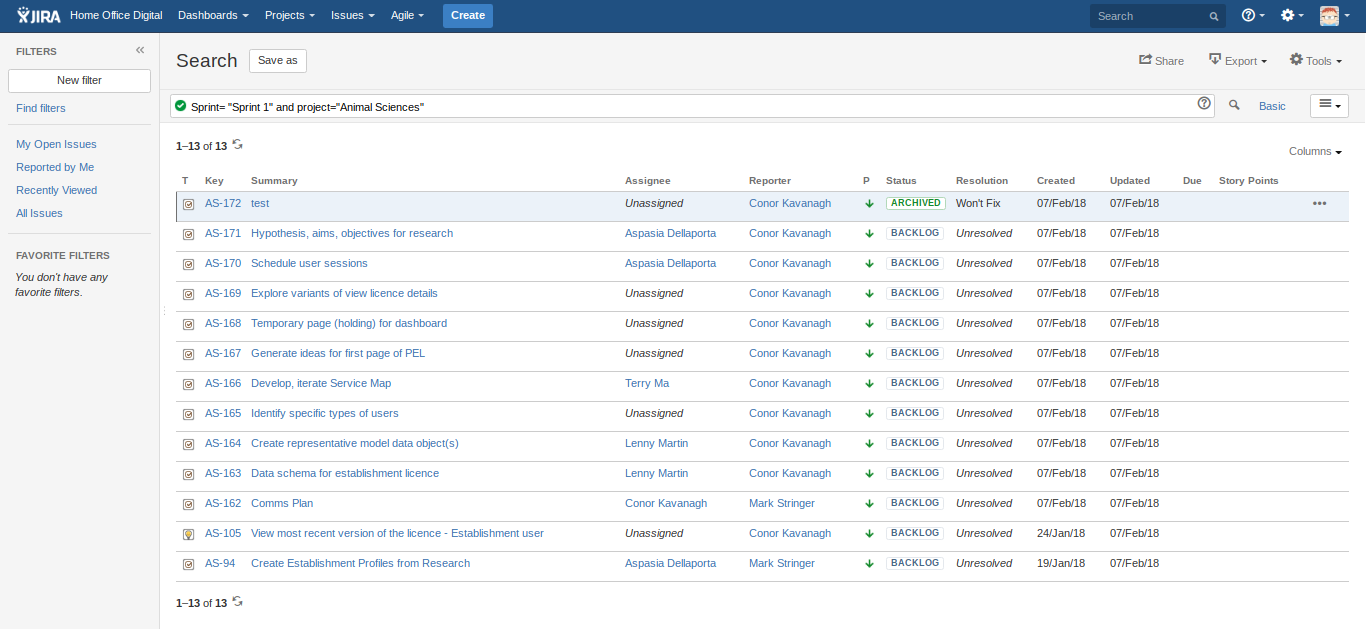 JIRA Home Office Digital Dashboards Projects Issues Agile Create Search
FILTERS
New filter
Find filters
My Open Issues
Reported by Me
Recently Viewed
All Issues
FAVORITE FILTERS
You don't have any
favorite filters.
Search Save as Share Export Tools
Sprint= "Sprint 1" and project="Animal Sciences" Basic
1–13 of 13
Columns
T Key Summary Assignee Reporter P Status Resolution Created Updated Due Story Points
AS-172 test Unassigned Conor Kavanagh ARCHIVED Won't Fix 07/Feb/18 07/Feb/18
AS-171 Hypothesis, aims, objectives for research Aspasia Dellaporta Conor Kavanagh BACKLOG Unresolved 07/Feb/18 07/Feb/18
AS-170 Schedule user sessions Aspasia Dellaporta Conor Kavanagh BACKLOG Unresolved 07/Feb/18 07/Feb/18
AS-169 Explore variants of view licence details Unassigned Conor Kavanagh BACKLOG Unresolved 07/Feb/18 07/Feb/18
AS-168 Temporary page (holding) for dashboard Unassigned Conor Kavanagh BACKLOG Unresolved 07/Feb/18 07/Feb/18
AS-167 Generate ideas for first page of PEL Unassigned Conor Kavanagh BACKLOG Unresolved 07/Feb/18 07/Feb/18
AS-166 Develop, iterate Service Map Terry Ma Conor Kavanagh BACKLOG Unresolved 07/Feb/18 07/Feb/18
AS-165 Identify specific types of users Unassigned Conor Kavanagh BACKLOG Unresolved 07/Feb/18 07/Feb/18
AS-164 Create representative model data object(s) Lenny Martin Conor Kavanagh BACKLOG Unresolved 07/Feb/18 07/Feb/18
AS-163 Data schema for establishment licence Lenny Martin Conor Kavanagh BACKLOG Unresolved 07/Feb/18 07/Feb/18
AS-162 Comms Plan Conor Kavanagh Mark Stringer BACKLOG Unresolved 07/Feb/18 07/Feb/18
AS-105 View most recent version of the licence - Establishment user Unassigned Conor Kavanagh BACKLOG Unresolved 24/Jan/18 07/Feb/18
AS-94 Create Establishment Profiles from Research Aspasia Dellaporta Mark Stringer BACKLOG Unresolved 19/Jan/18 07/Feb/18
1–13 of 13